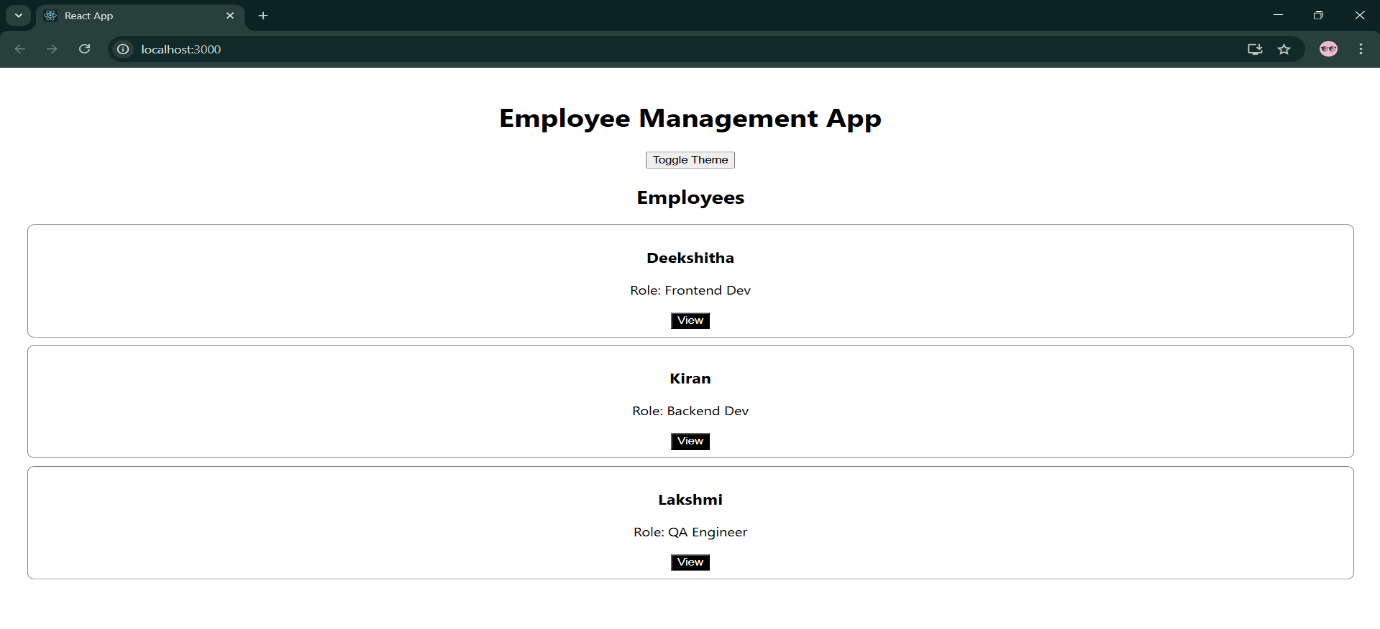 React App
localhost:3000
Employee Management App
Toggle Theme
Employees
Deekshitha
Role: Frontend Dev
View
Kiran
Role: Backend Dev
View
Lakshmi
Role: QA Engineer
View